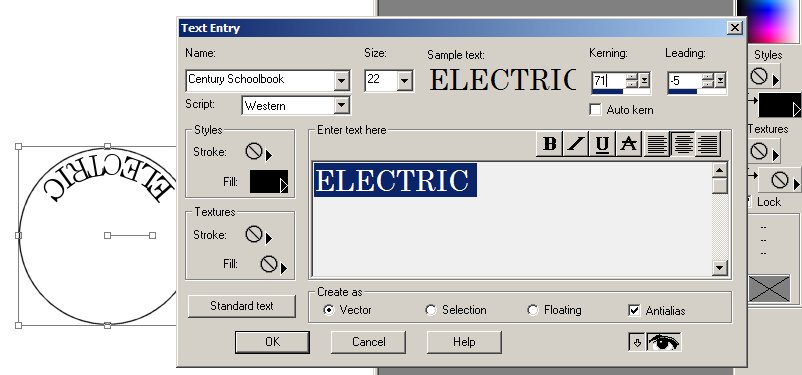 Text Entry
Name: Size: Sample text: Kerning: Leading:
Century Schoolbook 22 ELECTRIC 71 -5
Script: Western Auto kern
Styles
Stroke:
Fill:
Textures
Stroke:
Fill:
Standard text
Enter text here
B I U A
ELECTRIC
Create as
Vector Selection Floating Antialias
OK Cancel Help
ELECTRIC
Styles
Textures
Lock
--
--
--